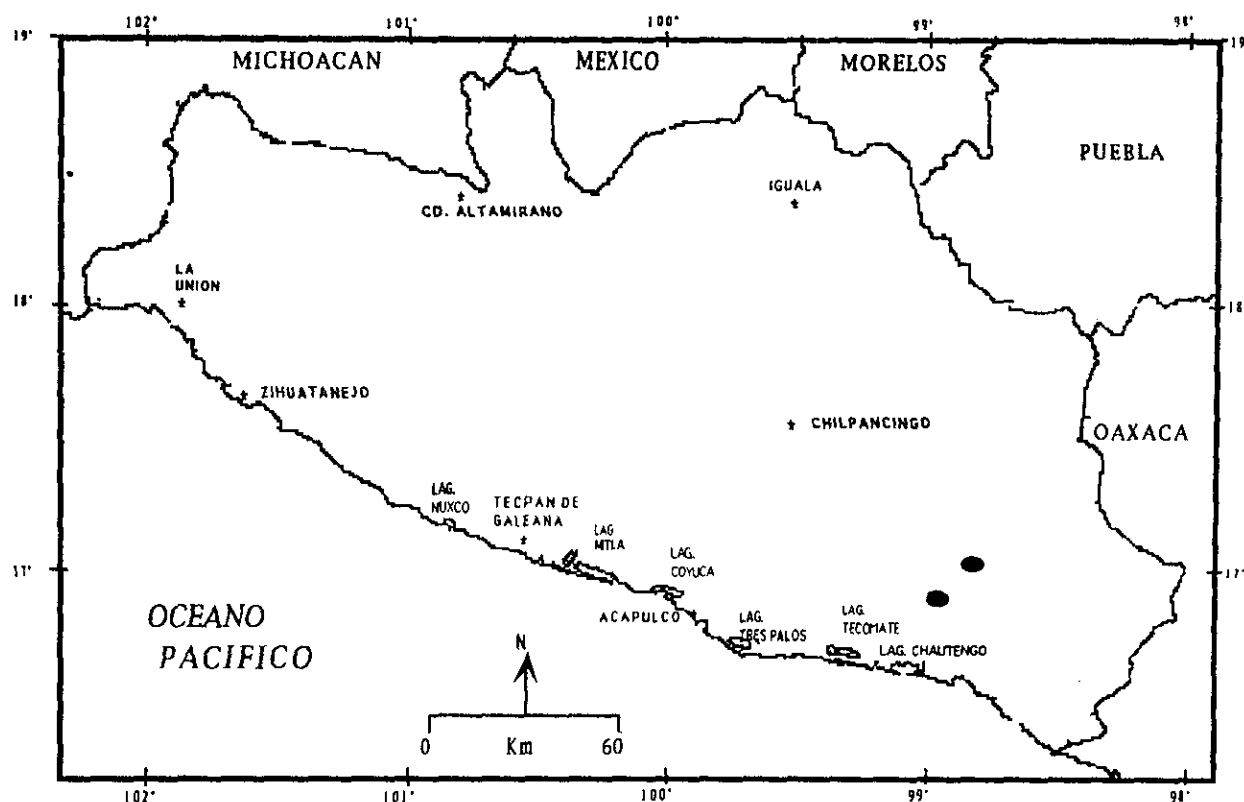 102°
101°
100°
99°
98°
19°
19
MICHOACAN
MEXICO
MORELOS
PUEBLA
IGUALA
CD. ALTAMIRANO
LA
UNION
18°
18
ZIHUATANEJO
CHILPANCINGO
OAXACA
LAG.
NUXCO
TECPAN DE
GALEANA
LAG
MTLA
LAG.
COYUCA
17°
ACAPULCO
LAG.
TRES PALOS
LAG.
TECOMATE
LAG. CHAUTENGO
OCEANO
PACIFICO
N
0 Km 60
102°
101°
100°
99°
98°